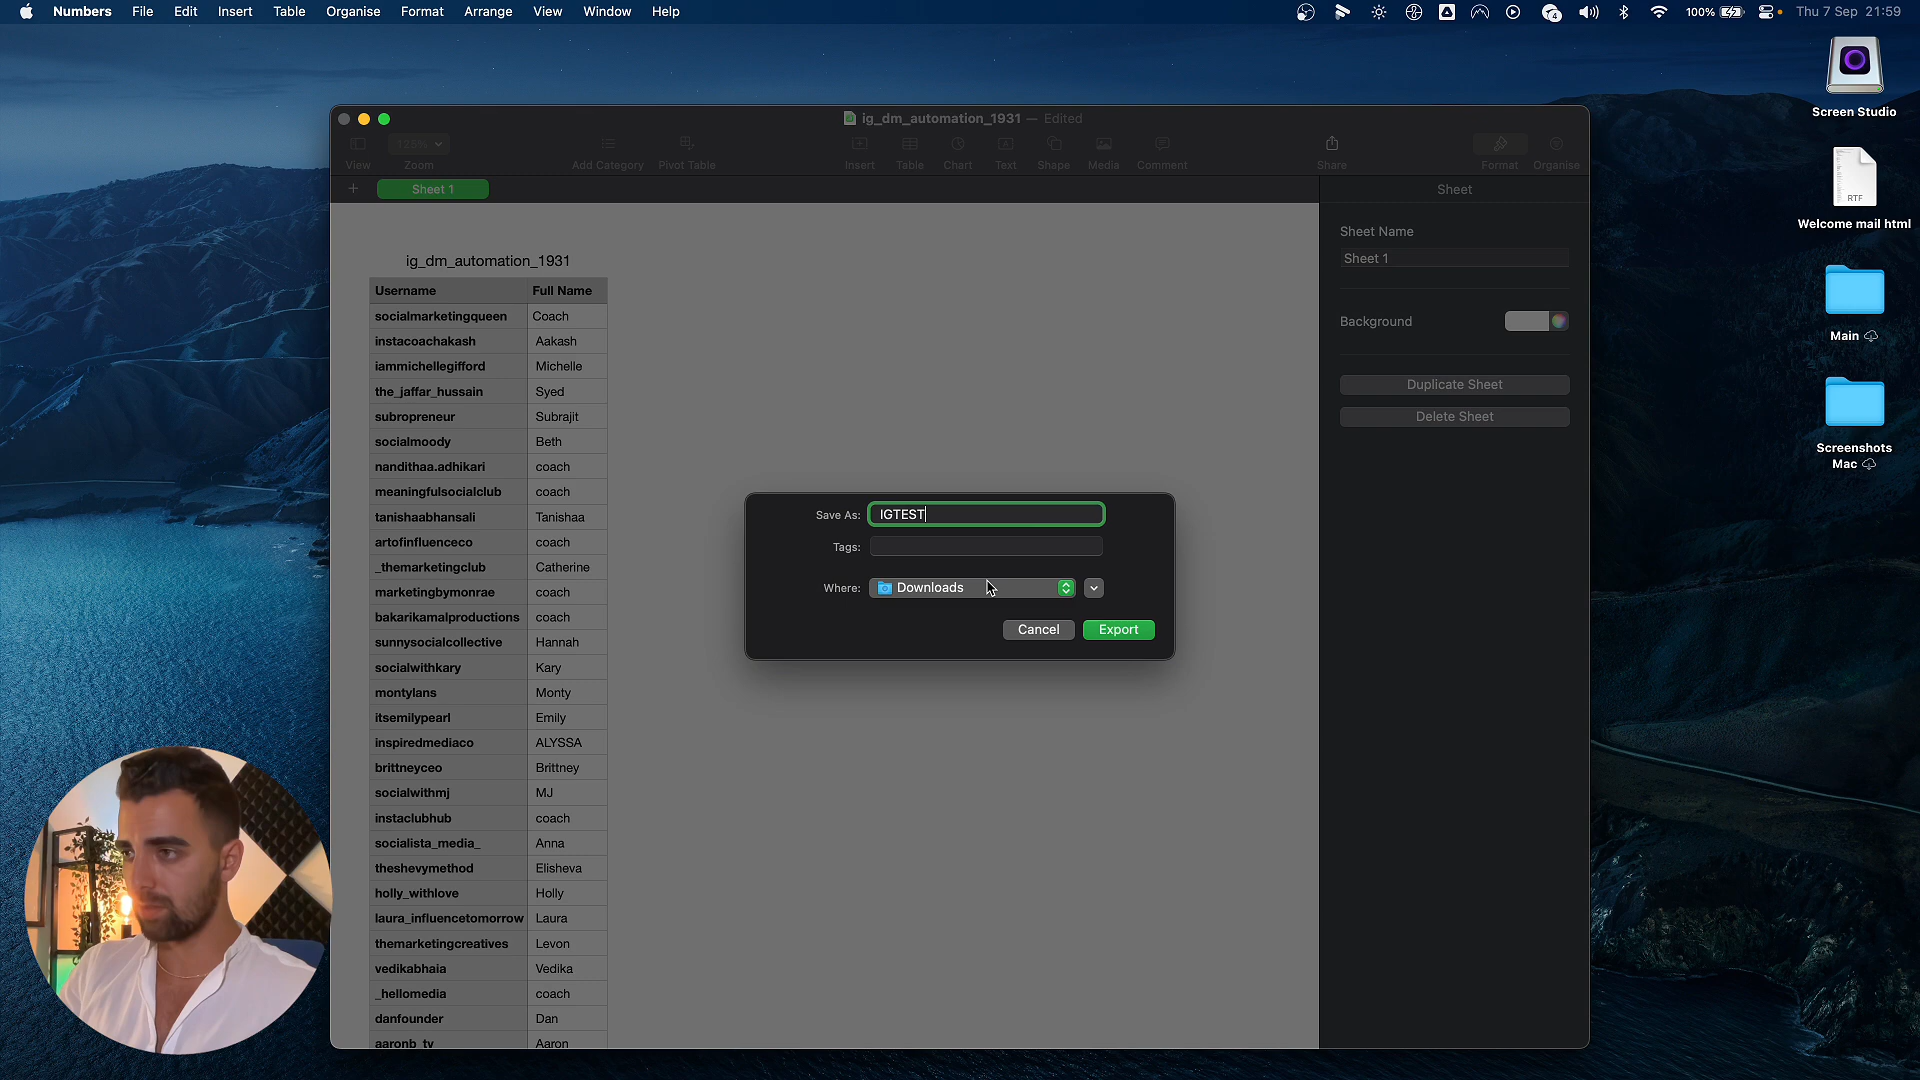 Numbers File Edit Insert Table Organise Format Arrange View Window Help
4 100% Thu 7 Sep 21:59
ig_dm_automation_1931 — Edited
125%
View Zoom Add Category Pivot Table Insert Table Chart Text Shape Media Comment Share Format Organise
+ Sheet 1
Sheet
Sheet Name
Sheet 1
Background
Duplicate Sheet
Delete Sheet
ig_dm_automation_1931
Username Full Name
socialmarketingqueen Coach
instacoachakash Aakash
iammichellegifford Michelle
the_jaffar_hussain Syed
subropreneur Subrajit
socialmoody Beth
nandithaa.adhikari coach
meaningfulsocialclub coach
tanishaabhansali Tanishaa
artofinfluenceco coach
_themarketingclub Catherine
marketingbymonrae coach
bakarikamalproductions coach
sunnysocialcollective Hannah
socialwithkary Kary
montylans Monty
itsemilypearl Emily
inspiredmediaco ALYSSA
brittneyceo Brittney
socialwithmj MJ
instaclubhub coach
socialista_media_ Anna
theshevymethod Elisheva
holly_withlove Holly
laura_influencetomorrow Laura
themarketingcreatives Levon
vedikabhaia Vedika
_hellomedia coach
danfounder Dan
aaronb_tv Aaron
Save As: IGTEST
Tags:
Where: Downloads
Cancel Export
Screen Studio
RTF
Welcome mail html
Main
Screenshots
Mac